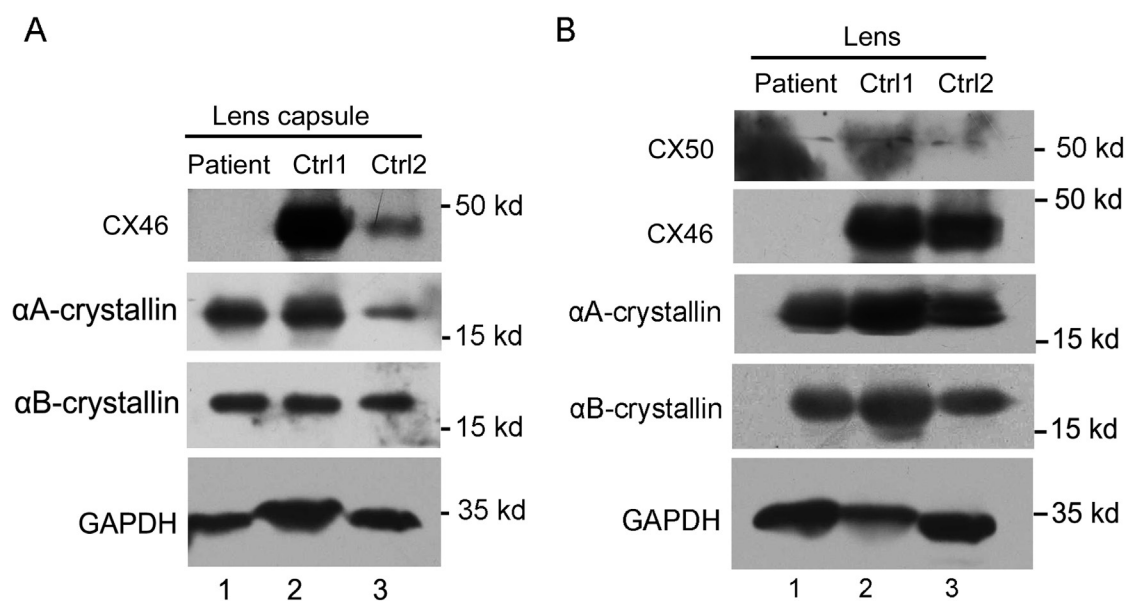 A
Lens capsule
Patient Ctrl1 Ctrl2
CX46
50 kd
αA-crystallin
15 kd
αB-crystallin
15 kd
GAPDH
35 kd
1 2 3
B
Lens
Patient Ctrl1 Ctrl2
CX50
50 kd
CX46
50 kd
αA-crystallin
15 kd
αB-crystallin
15 kd
GAPDH
35 kd
1 2 3